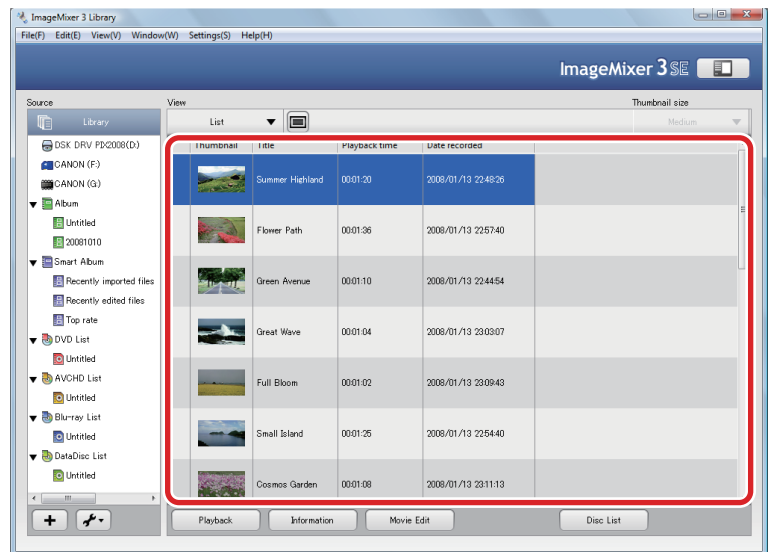 ImageMixer 3 Library
File(F) Edit(E) View(V) Window(W) Settings(S) Help(H)
ImageMixer 3 SE
Source
View
Thumbnail size
Library
List
Medium
DSK DRV PD2008(D:)
CANON (F:)
CANON (G:)
Album
Untitled
20081010
Smart Album
Recently imported files
Recently edited files
Top rate
DVD List
Untitled
AVCHD List
Untitled
Blu-ray List
Untitled
DataDisc List
Untitled
Thumbnail Title Playback time Date recorded
Summer Highland 00:01:20 2008/01/13 22:48:26
Flower Path 00:01:36 2008/01/13 22:57:40
Green Avenue 00:01:10 2008/01/13 22:44:54
Great Wave 00:01:04 2008/01/13 23:03:07
Full Bloom 00:01:02 2008/01/13 23:09:43
Small Island 00:01:25 2008/01/13 22:54:40
Cosmos Garden 00:01:08 2008/01/13 23:11:13
Playback Information Movie Edit Disc List